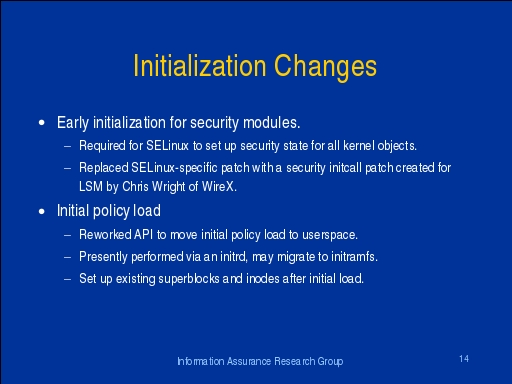 Initialization Changes
• Early initialization for security modules.
– Required for SELinux to set up security state for all kernel objects.
– Replaced SELinux-specific patch with a security initcall patch created for
LSM by Chris Wright of WireX.
• Initial policy load
– Reworked API to move initial policy load to userspace.
– Presently performed via an initrd, may migrate to initramfs.
– Set up existing superblocks and inodes after initial load.
Information Assurance Research Group
14